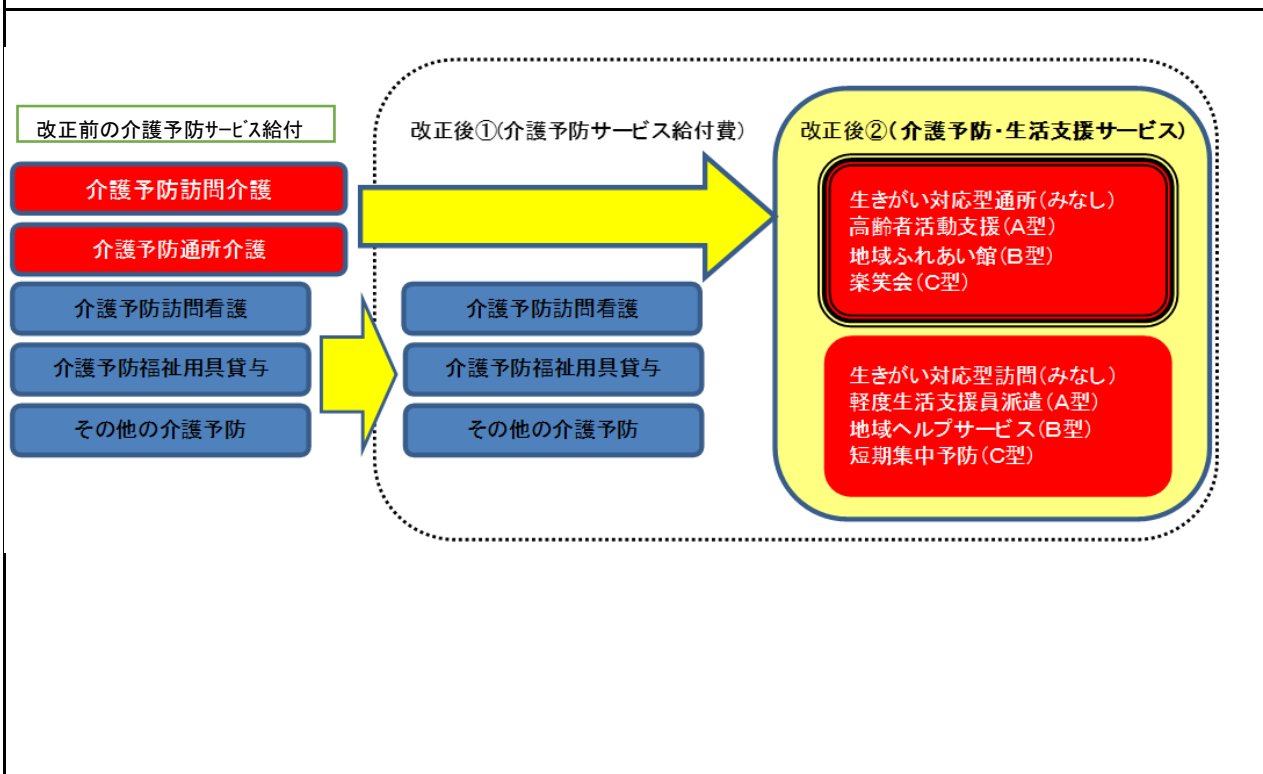 改正前の介護予防ｻｰﾋﾞｽ給付
介護予防訪問介護
介護予防通所介護
介護予防訪問看護
介護予防福祉用具貸与
その他の介護予防
改正後①(介護予防サービス給付費)
介護予防訪問看護
介護予防福祉用具貸与
その他の介護予防
改正後②(介護予防・生活支援サービス)
生きがい対応型通所(みなし)
高齢者活動支援(A型)
地域ふれあい館(B型)
楽笑会(C型)
生きがい対応型訪問(みなし)
軽度生活支援員派遣(A型)
地域ヘルプサービス(B型)
短期集中予防(C型)